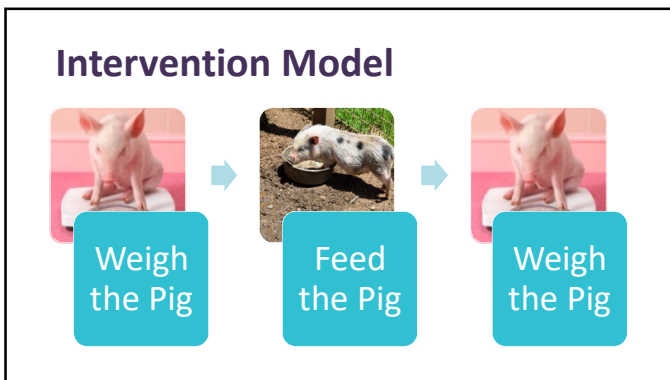 Intervention Model
Weigh
the Pig
Feed
the Pig
Weigh
the Pig